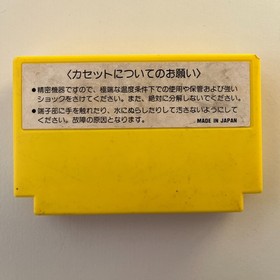 〈カセットについてのお願い〉
●精密機器ですので、極端な温度条件下での使用や保管および強い
ショックをさけてください。また、絶対に分解しないでください。
●端子部に手を触れたり、水にぬらしたりして汚さないようにして
ください。故障の原因となります。
MADE IN JAPAN